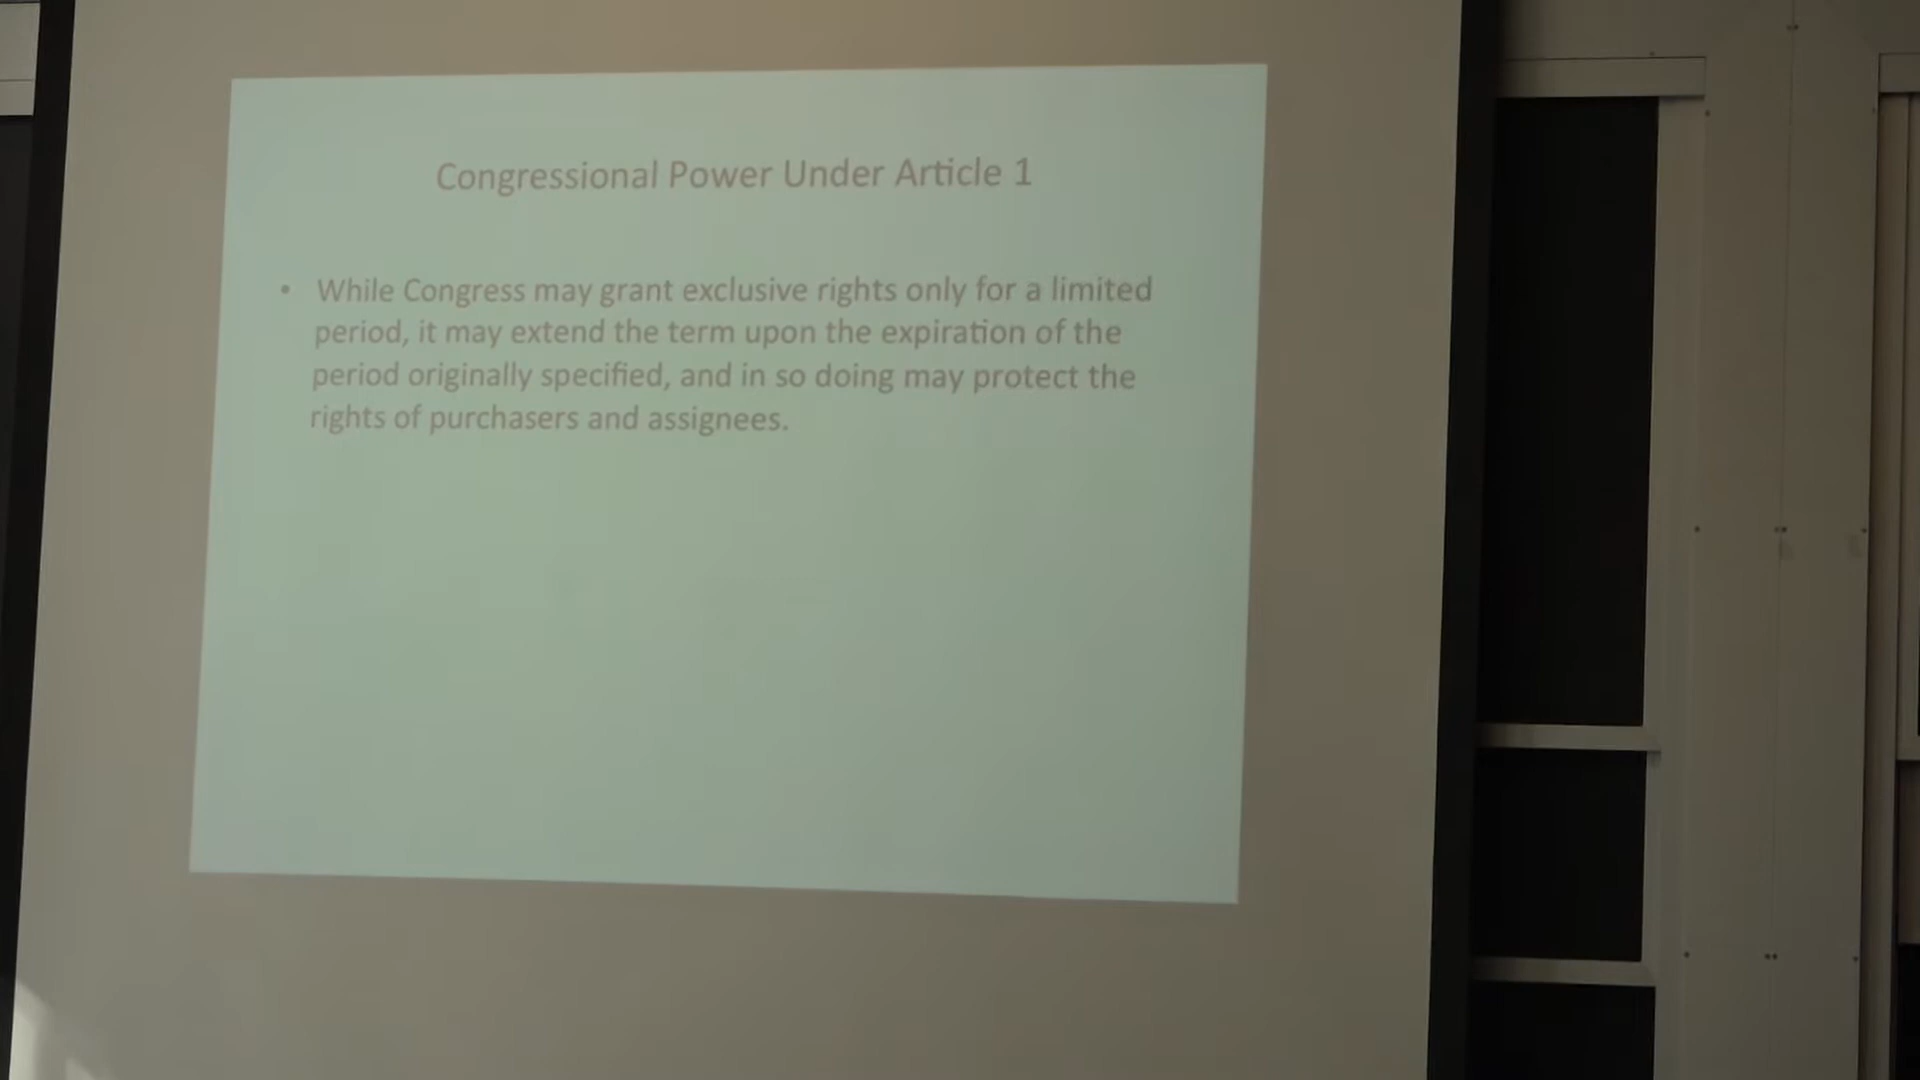 Congressional Power Under Article 1
• While Congress may grant exclusive rights only for a limited
period, it may extend the term upon the expiration of the
period originally specified, and in so doing may protect the
rights of purchasers and assignees.